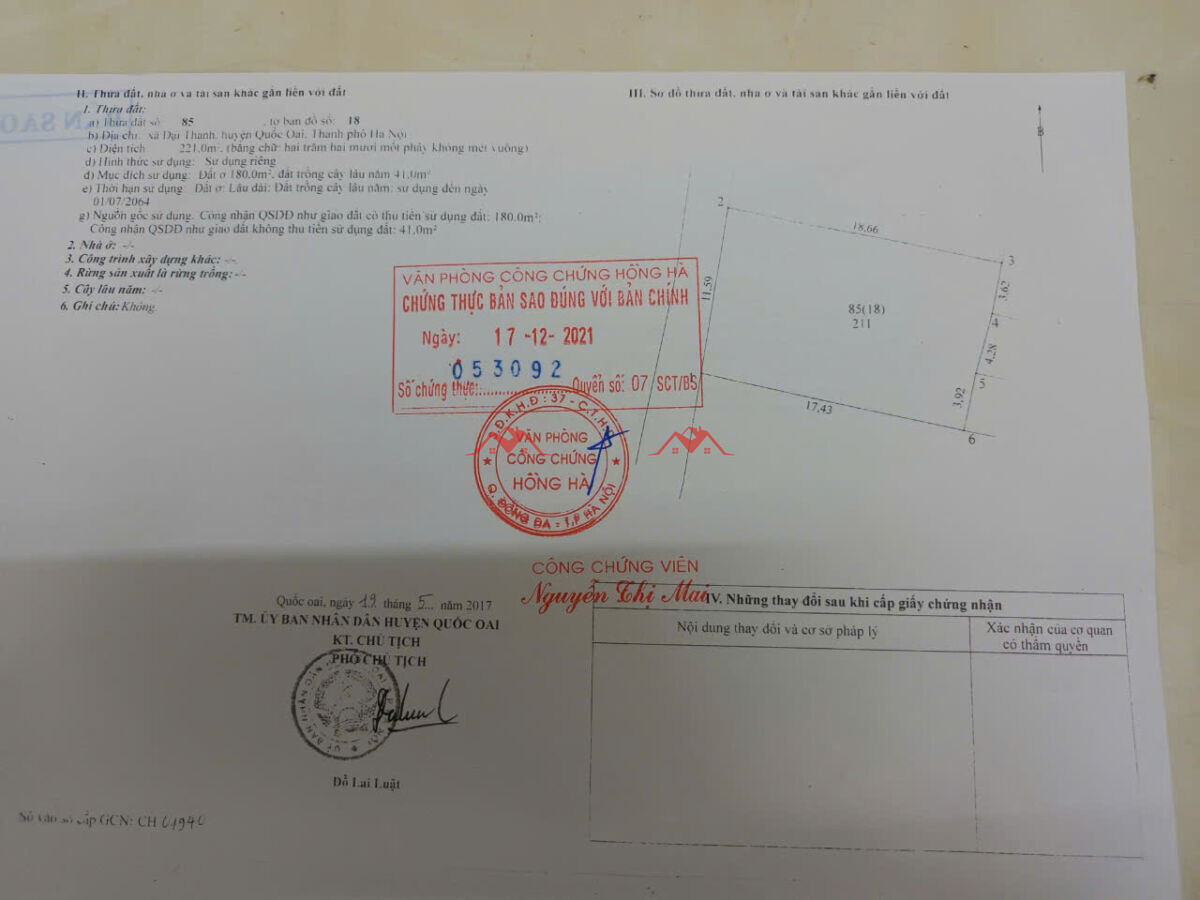 II. Thửa đất, nhà ở và tài sản khác gắn liền với đất
1. Thửa đất:
a) Thửa đất số: 85 , tờ bản đồ số: 18
b) Địa chỉ: xã Đại Thành, huyện Quốc Oai, Thành phố Hà Nội
c) Diện tích 221.0m², (bằng chữ: hai trăm hai mươi mốt phẩy không mét vuông)
d) Hình thức sử dụng: Sử dụng riêng
đ) Mục đích sử dụng: Đất ở 180.0m², đất trồng cây lâu năm 41.0m²
e) Thời hạn sử dụng: Đất ở: Lâu dài; Đất trồng cây lâu năm: sử dụng đến ngày
01/07/2064
g) Nguồn gốc sử dụng. Công nhận QSDĐ như giao đất có thu tiền sử dụng đất: 180.0m²;
Công nhận QSDĐ như giao đất không thu tiền sử dụng đất: 41.0m²
2. Nhà ở: -/-
3. Công trình xây dựng khác: -/-
4. Rừng sản xuất là rừng trồng: -/-
5. Cây lâu năm: -/-
6. Ghi chú: Không.
III. Sơ đồ thửa đất, nhà ở và tài sản khác gắn liền với đất
B
2
18,66
3
11,59
3,62
85(18)
211
4
4,28
5
3,92
17,43
6
VĂN PHÒNG CÔNG CHỨNG HỒNG HÀ
CHỨNG THỰC BẢN SAO ĐÚNG VỚI BẢN CHÍNH
Ngày: 17 -12- 2021
053092
Số chứng thực:.............. Quyển số: 07 /SCT/BS
S.Đ.K.H.Đ : 37 - C.T.H.D
VĂN PHÒNG
CÔNG CHỨNG
HỒNG HÀ
Q. ĐỐNG ĐA - T.P HÀ NỘI
CÔNG CHỨNG VIÊN
Nguyễn Thị Mai
Quốc oai, ngày 19 tháng 5... năm 2017
TM. ỦY BAN NHÂN DÂN HUYỆN QUỐC OAI
KT. CHỦ TỊCH
PHÓ CHỦ TỊCH
Đỗ Lai Luật
Số vào sổ cấp GCN: CH 01940
IV. Những thay đổi sau khi cấp giấy chứng nhận
Nội dung thay đổi và cơ sở pháp lý
Xác nhận của cơ quan
có thẩm quyền